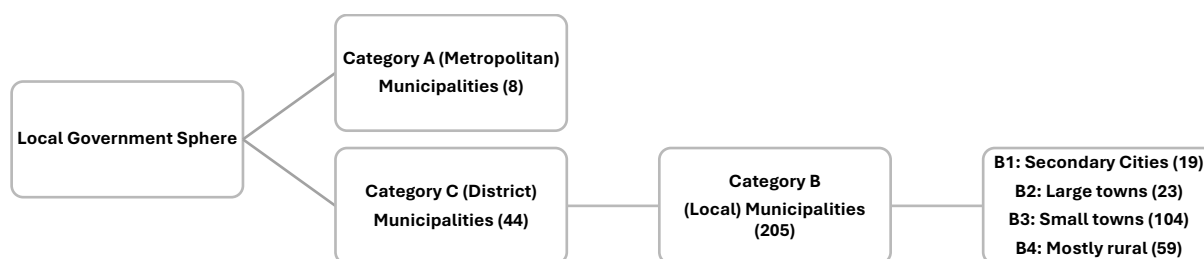 Local Government Sphere
Category A (Metropolitan)
Municipalities (8)
Category C (District)
Municipalities (44)
Category B
(Local) Municipalities
(205)
B1: Secondary Cities (19)
B2: Large towns (23)
B3: Small towns (104)
B4: Mostly rural (59)